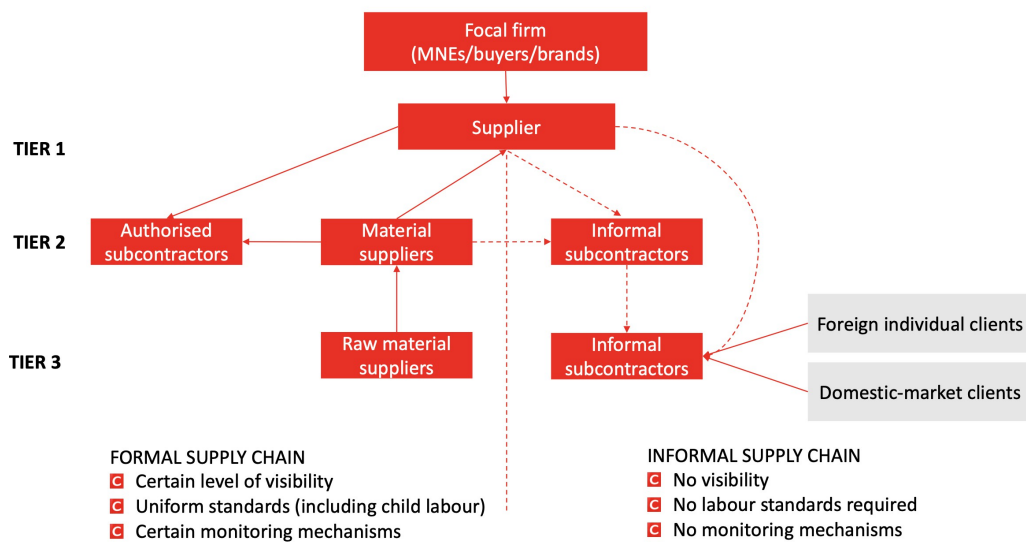 Focal firm
(MNEs/buyers/brands)
Supplier
TIER 1
TIER 2
Authorised
subcontractors
Material
suppliers
Informal
subcontractors
TIER 3
Raw material
suppliers
Informal
subcontractors
Foreign individual clients
Domestic-market clients
FORMAL SUPPLY CHAIN
C Certain level of visibility
C Uniform standards (including child labour)
C Certain monitoring mechanisms
INFORMAL SUPPLY CHAIN
C No visibility
C No labour standards required
C No monitoring mechanisms